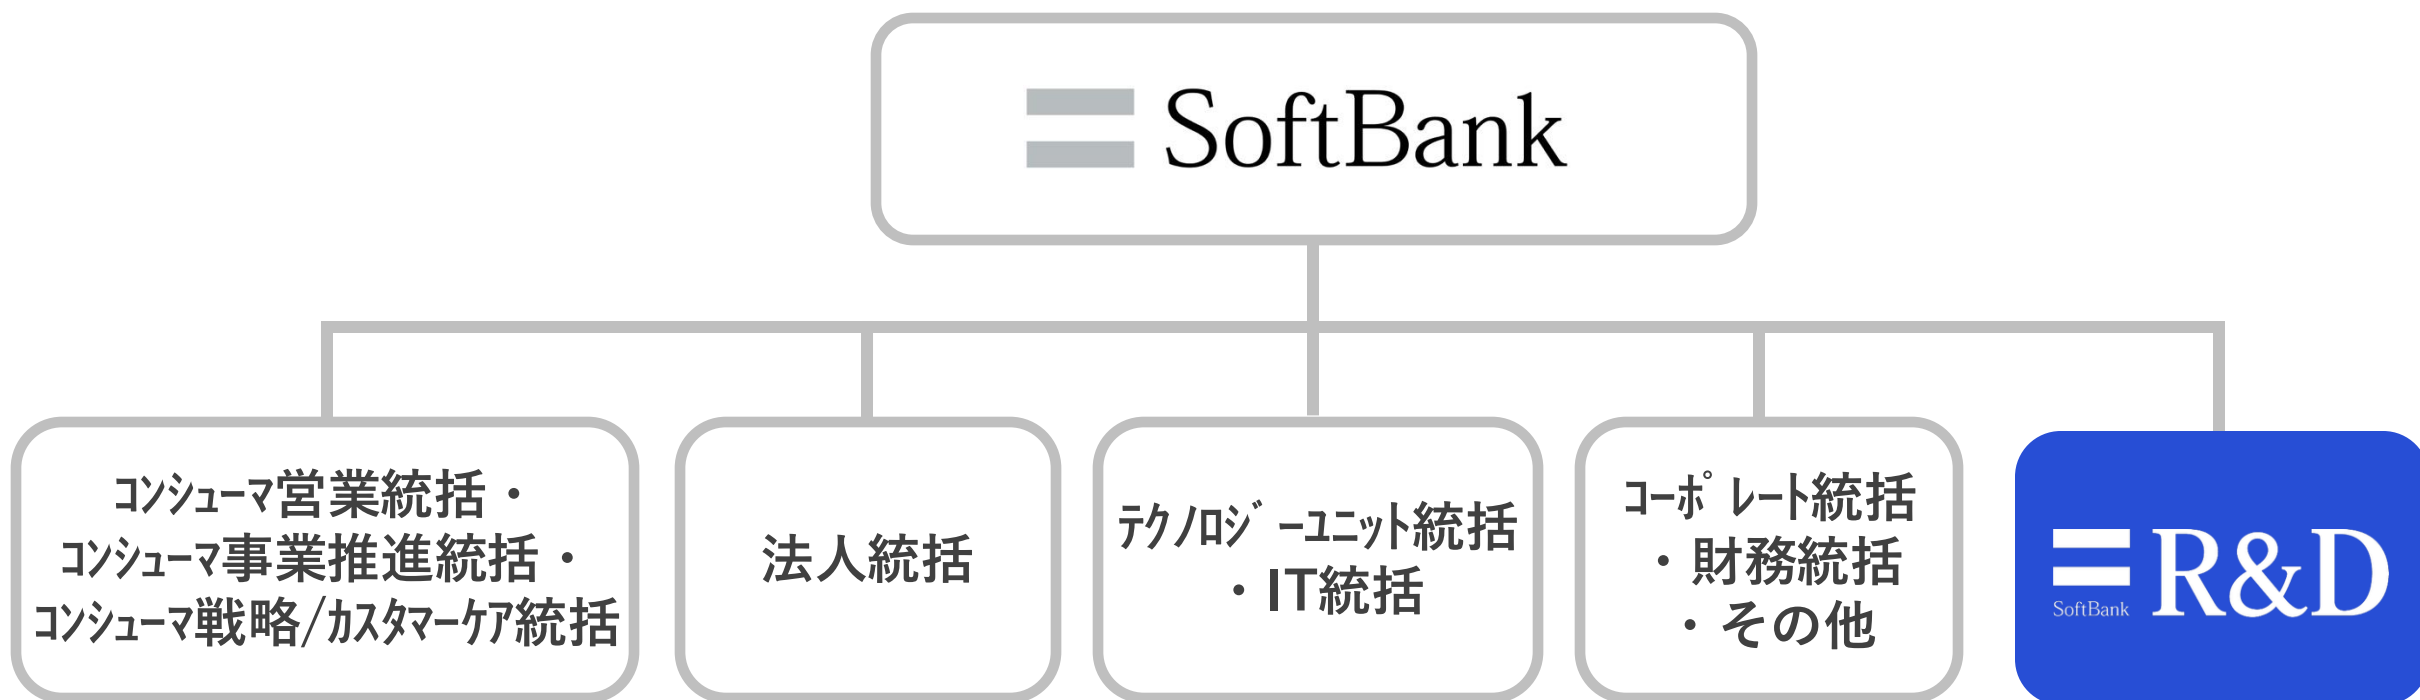 SoftBank
コンシューマ営業統括・
コンシューマ事業推進統括・
コンシューマ戦略/カスタマーケア統括
法人統括
テクノロジーユニット統括
・IT統括
コーポレート統括
・財務統括
・その他
SoftBank R&D